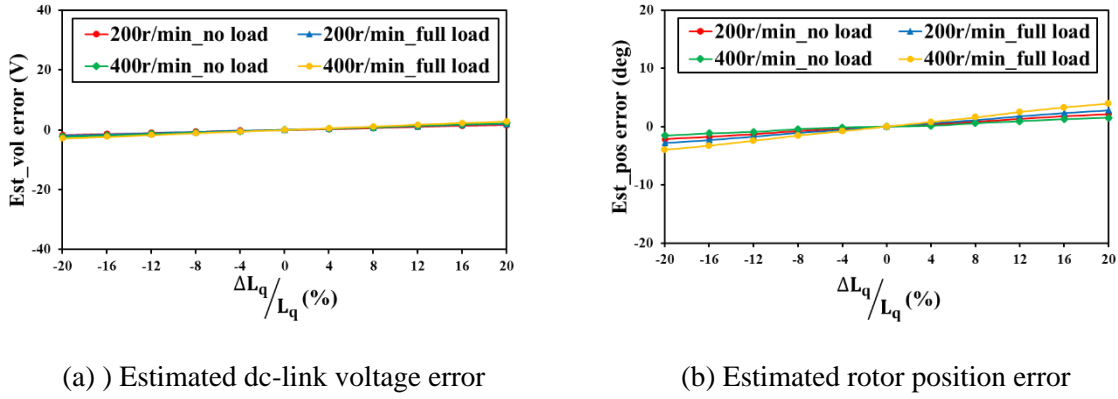 200r/min_no load 200r/min_full load
400r/min_no load 400r/min_full load
Est_vol error (V)
40
20
0
-20
-40
-20 -16 -12 -8 -4 0 4 8 12 16 20
ΔLq/Lq (%)
(a) ) Estimated dc-link voltage error
200r/min_no load 200r/min_full load
400r/min_no load 400r/min_full load
Est_pos error (deg)
20
10
0
-10
-20
-20 -16 -12 -8 -4 0 4 8 12 16 20
ΔLq/Lq (%)
(b) Estimated rotor position error